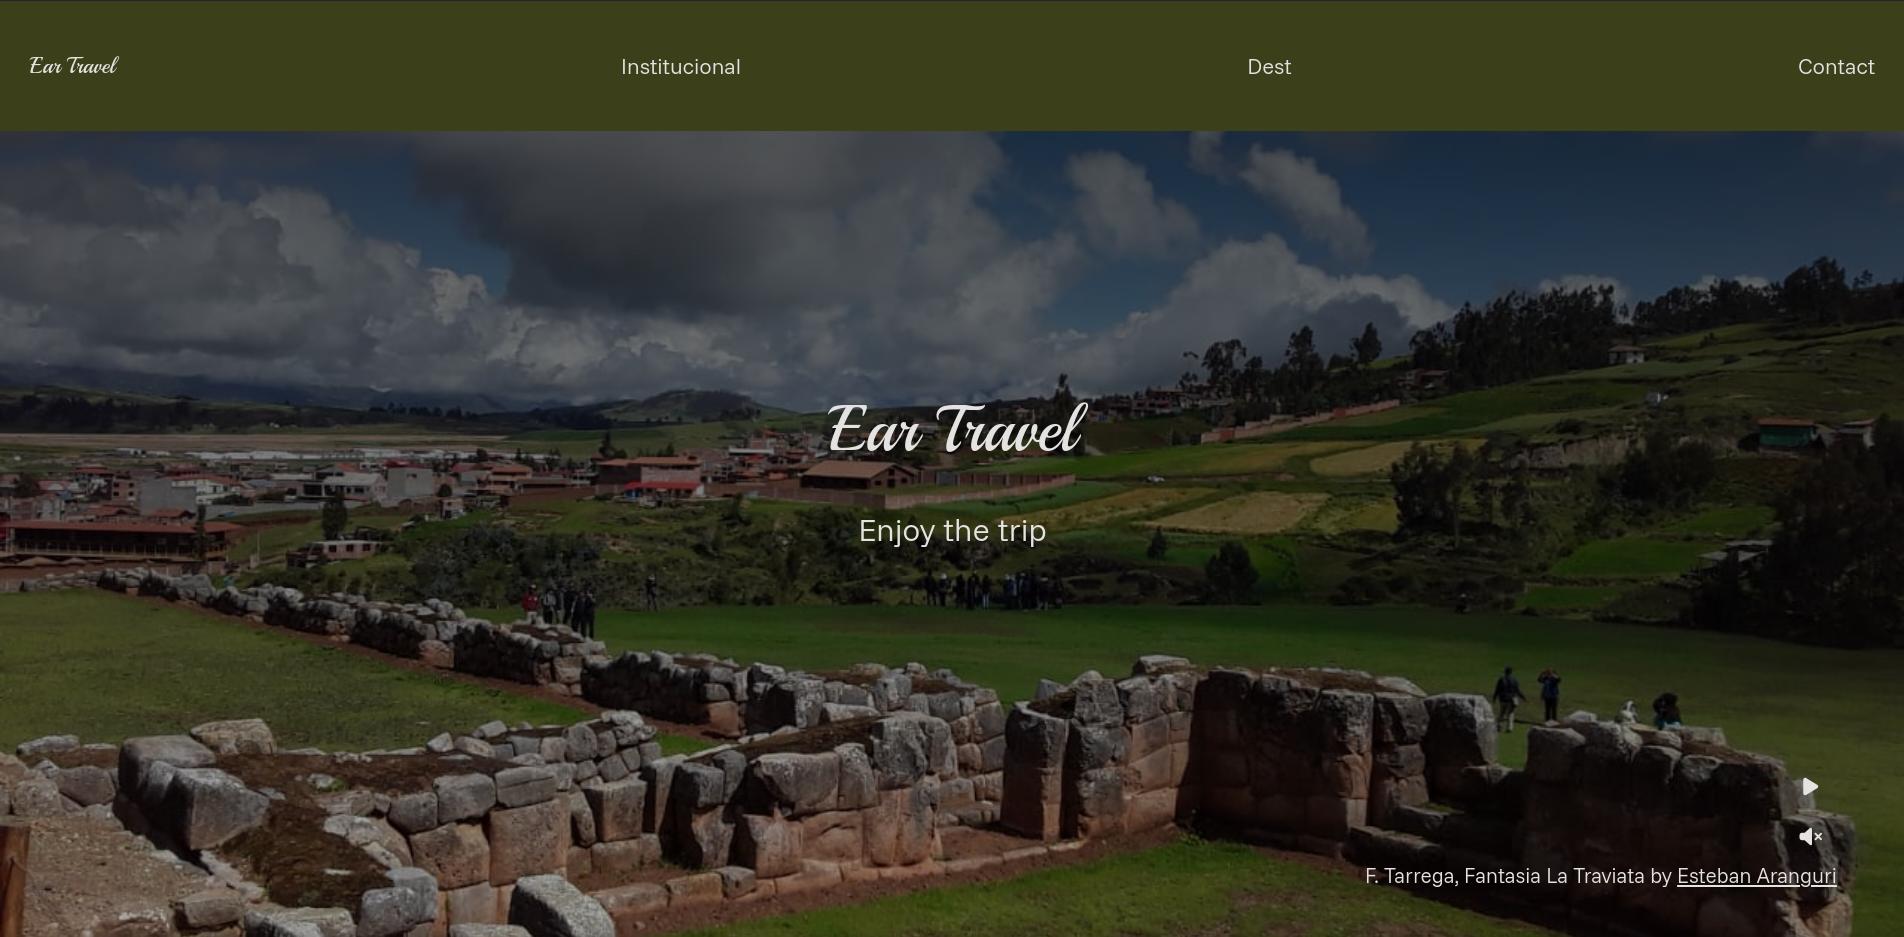 Ear Travel
Institucional
Dest
Contact
Ear Travel
Enjoy the trip
F. Tarrega, Fantasia La Traviata by Esteban Aranguri